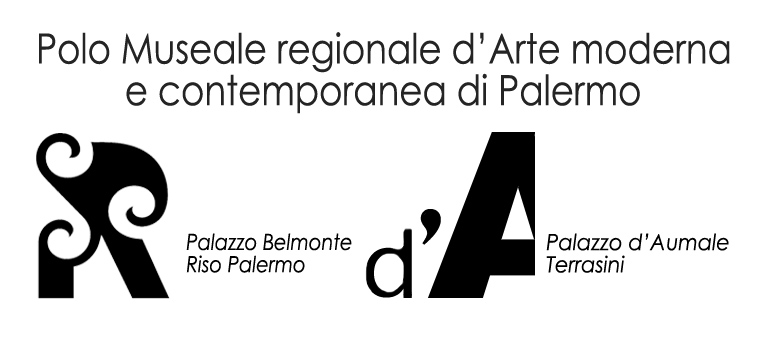 Polo Museale regionale d'Arte moderna
e contemporanea di Palermo
R
Palazzo Belmonte
Riso Palermo
d'A
Palazzo d'Aumale
Terrasini